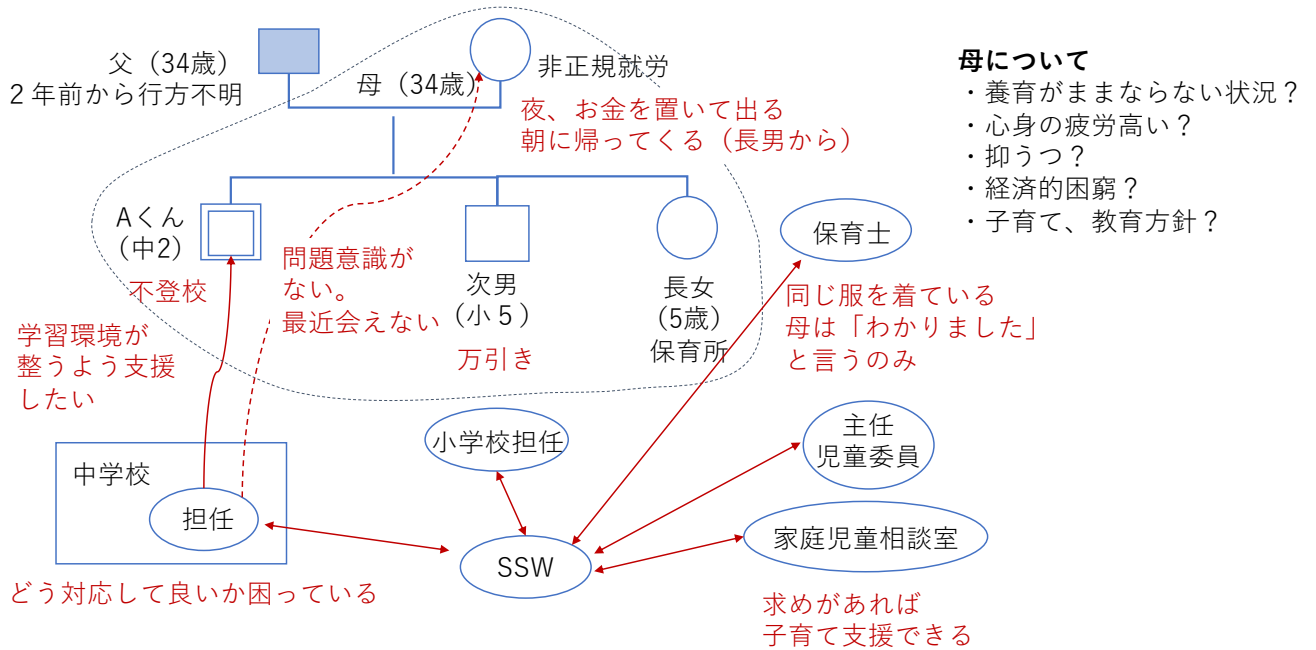 父（34歳）
２年前から行方不明
母（34歳）
非正規就労
夜、お金を置いて出る
朝に帰ってくる（長男から）
母について
・養育がままならない状況？
・心身の疲労高い？
・抑うつ？
・経済的困窮？
・子育て、教育方針？
Aくん
(中2)
不登校
問題意識が
ない。
最近会えない
次男
(小５)
万引き
長女
(5歳)
保育所
保育士
同じ服を着ている
母は「わかりました」
と言うのみ
学習環境が
整うよう支援
したい
中学校
担任
どう対応して良いか困っている
小学校担任
SSW
主任
児童委員
家庭児童相談室
求めがあれば
子育て支援できる